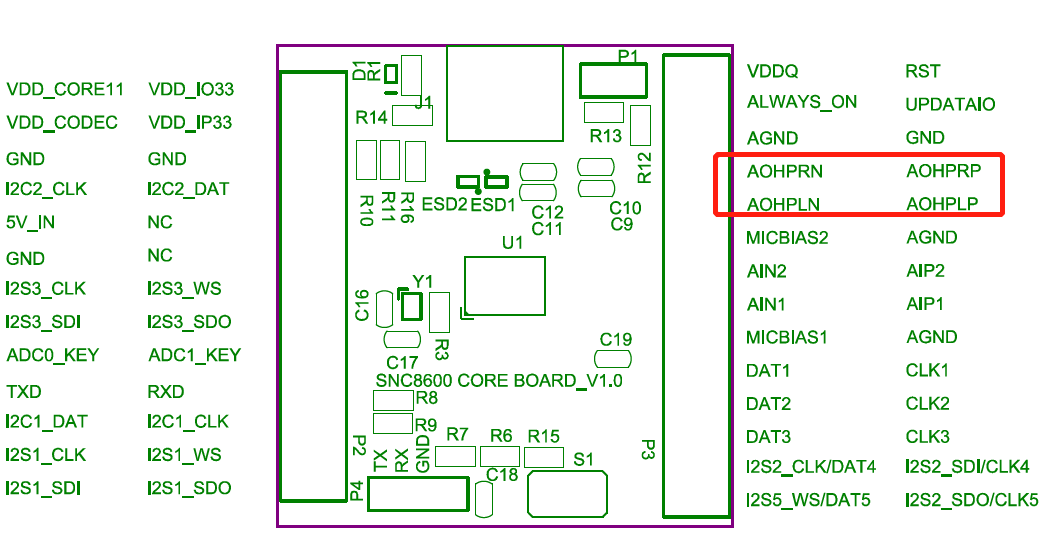 VDD_CORE11 VDD_IO33
VDD_CODEC VDD_IP33
GND GND
I2C2_CLK I2C2_DAT
5V_IN NC
GND NC
I2S3_CLK I2S3_WS
I2S3_SDI I2S3_SDO
ADC0_KEY ADC1_KEY
TXD RXD
I2C1_DAT I2C1_CLK
I2S1_CLK I2S1_WS
I2S1_SDI I2S1_SDO
D1
R1
J1
P1
R14
R13
R12
R10
R11
R16
ESD2 ESD1
C12
C11
C10
C9
U1
Y1
C16
R3
C17
C19
SNC8600 CORE BOARD_V1.0
R8
R9
P2
TX
RX
GND
R7 R6 R15
S1
C18
P4
P3
VDDQ RST
ALWAYS_ON UPDATAIO
AGND GND
AOHPRN AOHPRP
AOHPLN AOHPLP
MICBIAS2 AGND
AIN2 AIP2
AIN1 AIP1
MICBIAS1 AGND
DAT1 CLK1
DAT2 CLK2
DAT3 CLK3
I2S2_CLK/DAT4 I2S2_SDI/CLK4
I2S5_WS/DAT5 I2S2_SDO/CLK5